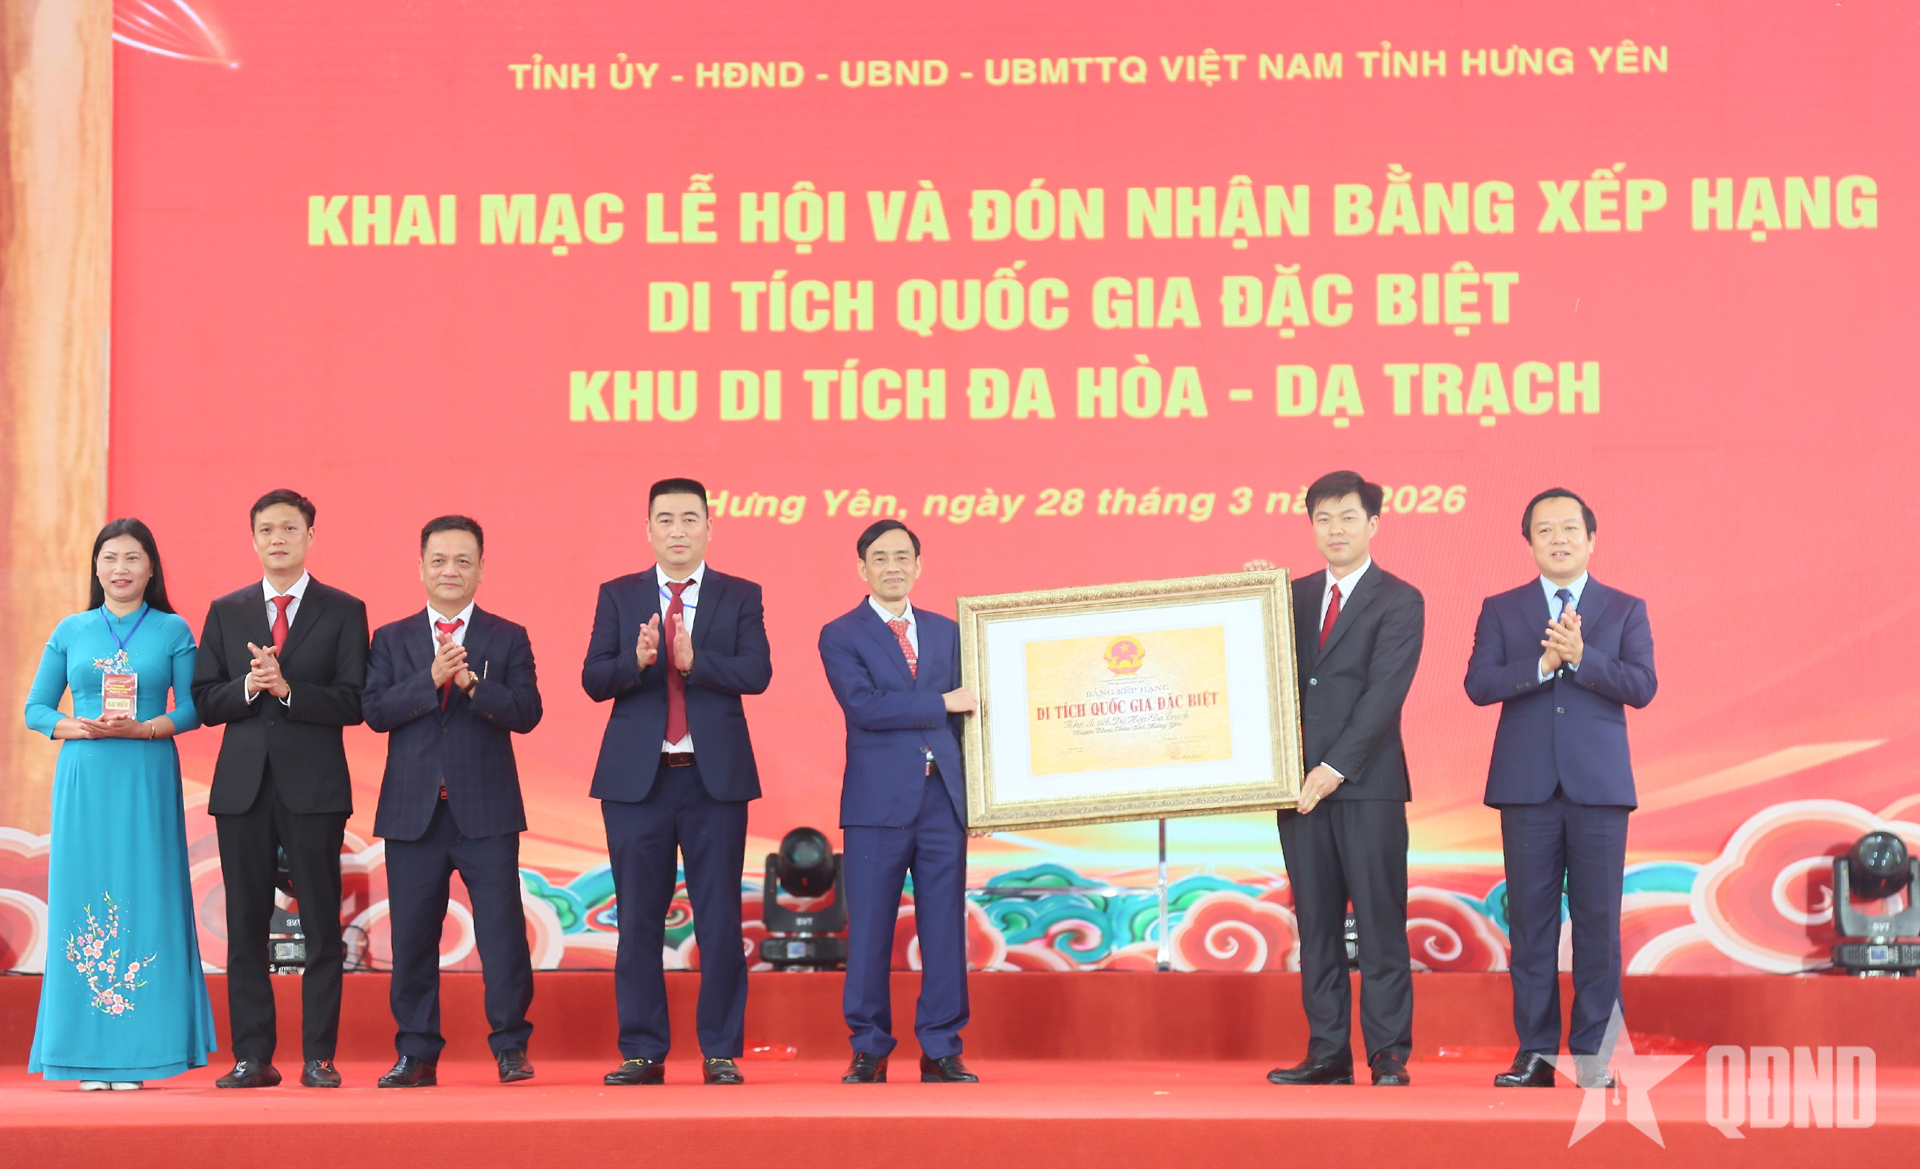 TỈNH ỦY - HĐND - UBND - UBMTTQ VIỆT NAM TỈNH HƯNG YÊN
KHAI MẠC LỄ HỘI VÀ ĐÓN NHẬN BẰNG XẾP HẠNG
DI TÍCH QUỐC GIA ĐẶC BIỆT
KHU DI TÍCH ĐA HÒA - DẠ TRẠCH
Hưng Yên, ngày 28 tháng 3 2026
BẰNG XẾP HẠNG
DI TÍCH QUỐC GIA ĐẶC BIỆT
ĐẠI BIỂU
QĐND